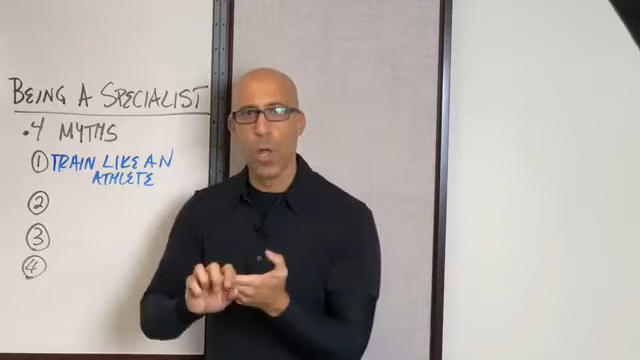 BEING A SPECIALIST
• 4 MYTHS
① TRAIN LIKE AN
ATHLETE
②
③
④